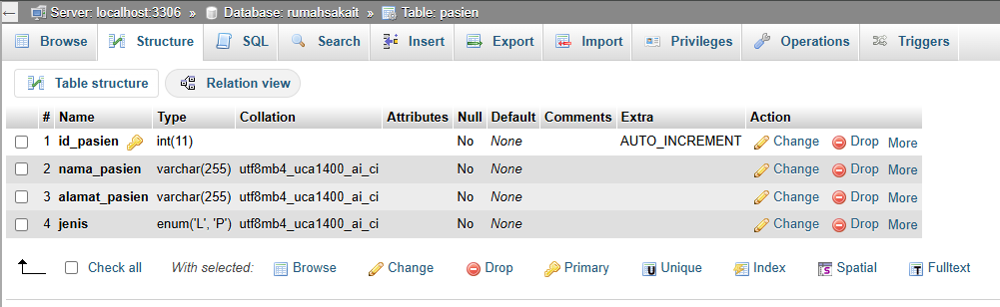 ← Server: localhost:3306 » Database: rumahsakait » Table: pasien
Browse Structure SQL Search Insert Export Import Privileges Operations Triggers
Table structure Relation view
# Name Type Collation Attributes Null Default Comments Extra Action
1 id_pasien int(11) No None AUTO_INCREMENT Change Drop More
2 nama_pasien varchar(255) utf8mb4_uca1400_ai_ci No None Change Drop More
3 alamat_pasien varchar(255) utf8mb4_uca1400_ai_ci No None Change Drop More
4 jenis enum('L', 'P') utf8mb4_uca1400_ai_ci No None Change Drop More
Check all With selected: Browse Change Drop Primary Unique Index Spatial Fulltext